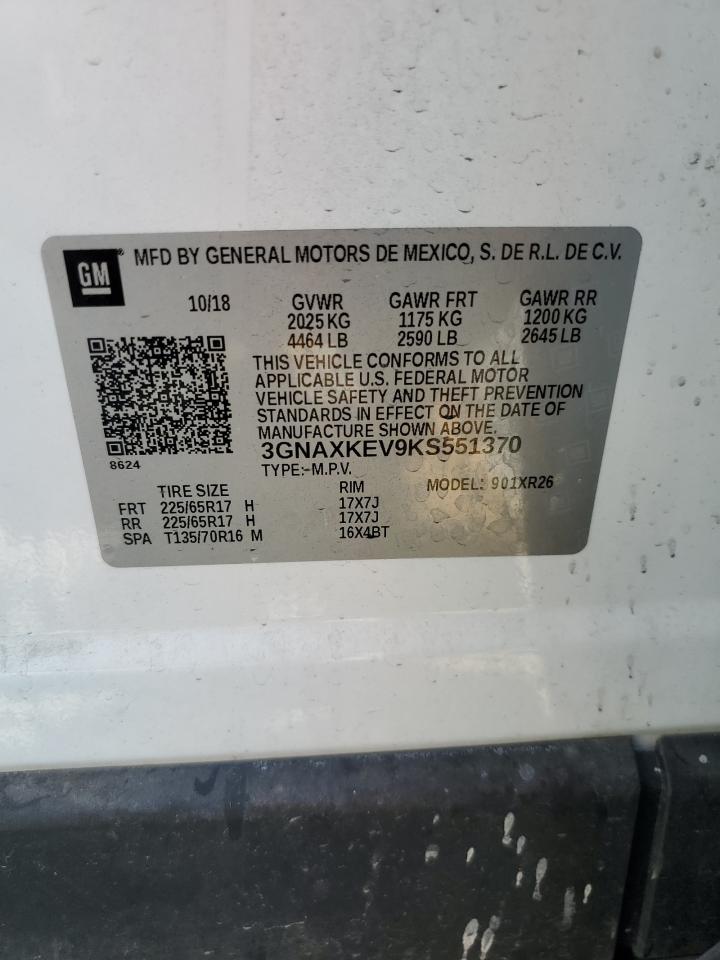 GM® MFD BY GENERAL MOTORS DE MEXICO, S. DE R.L. DE C.V.
10/18 GVWR GAWR FRT GAWR RR
2025 KG 1175 KG 1200 KG
4464 LB 2590 LB 2645 LB
THIS VEHICLE CONFORMS TO ALL
APPLICABLE U.S. FEDERAL MOTOR
VEHICLE SAFETY AND THEFT PREVENTION
STANDARDS IN EFFECT ON THE DATE OF
MANUFACTURE SHOWN ABOVE.
3GNAXKEV9KS551370
8624
TYPE:-M.P.V.
TIRE SIZE RIM MODEL: 901XR26
FRT 225/65R17 H 17X7J
RR 225/65R17 H 17X7J
SPA T135/70R16 M 16X4BT